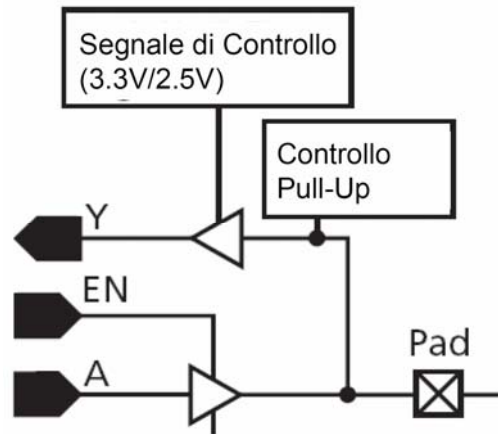 Segnale di Controllo
(3.3V/2.5V)
Controllo
Pull-Up
Y
EN
A
Pad